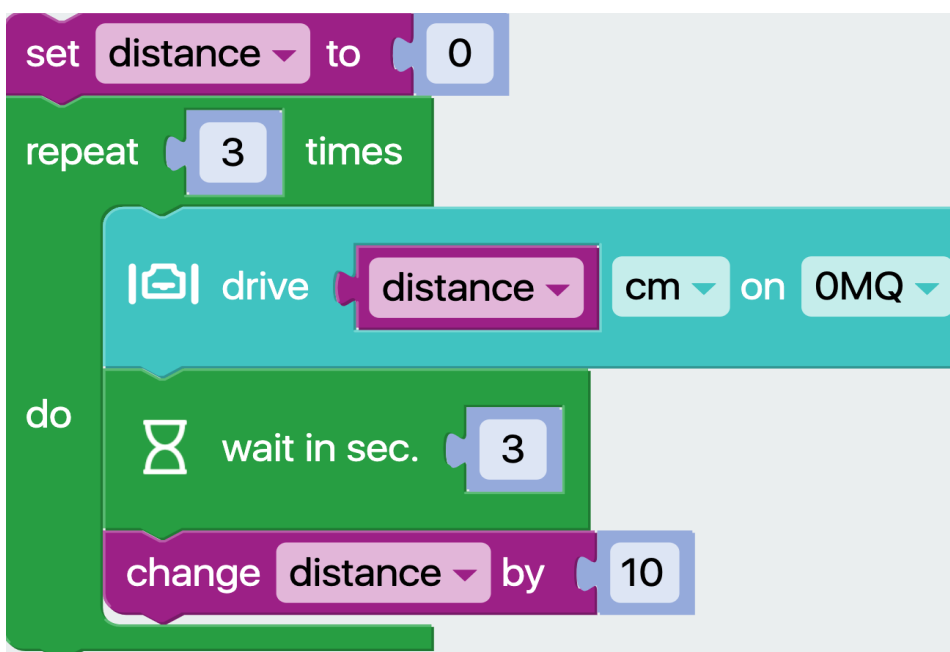 set distance to 0
repeat 3 times
drive distance cm on 0MQ
do
wait in sec. 3
change distance by 10